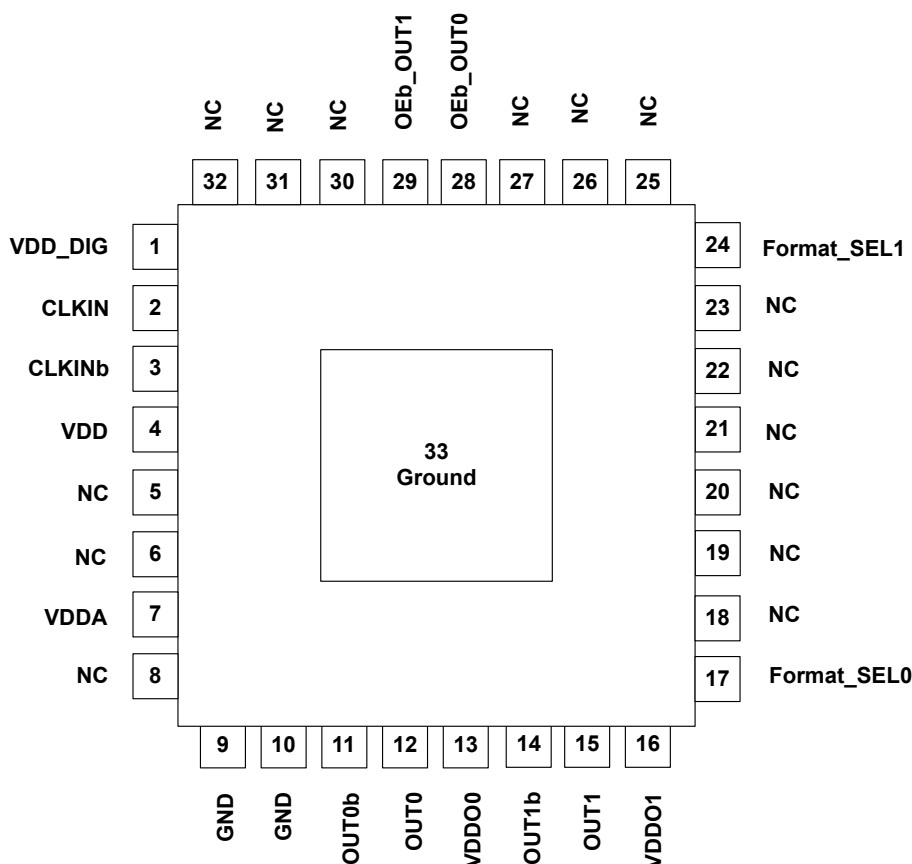 NC
NC
NC
OEb_OUT1
OEb_OUT0
NC
NC
NC
32
31
30
29
28
27
26
25
VDD_DIG 1
CLKIN 2
CLKINb 3
VDD 4
NC 5
NC 6
VDDA 7
NC 8
33
Ground
24 Format_SEL1
23 NC
22 NC
21 NC
20 NC
19 NC
18 NC
17 Format_SEL0
9
10
11
12
13
14
15
16
GND
GND
OUT0b
OUT0
VDDO0
OUT1b
OUT1
VDDO1